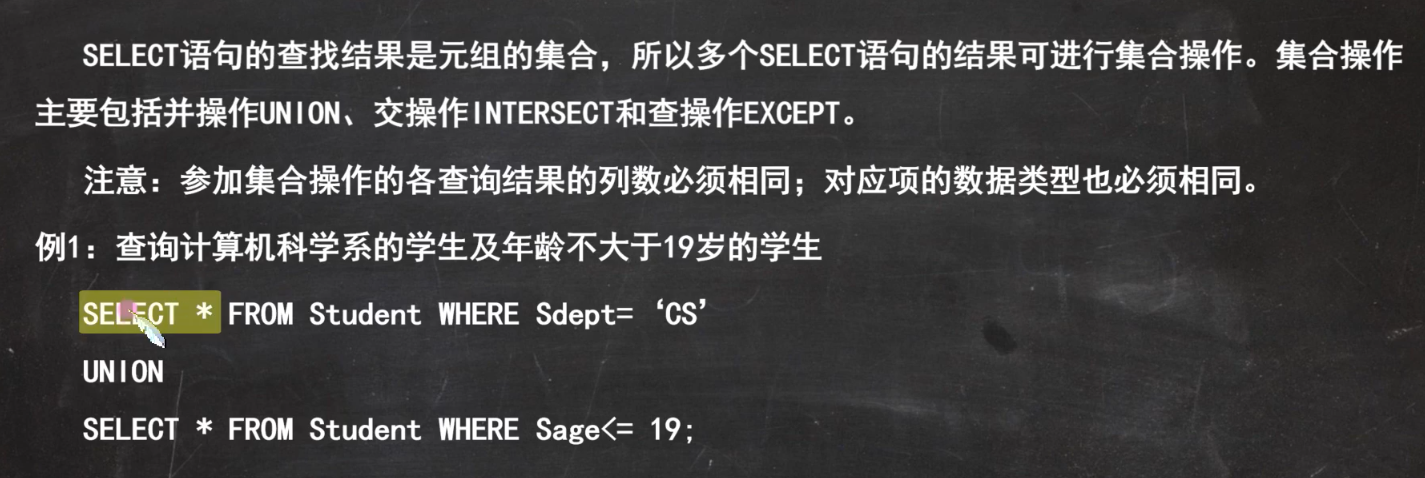 SELECT语句的查找结果是元组的集合，所以多个SELECT语句的结果可进行集合操作。集合操作
主要包括并操作UNION、交操作INTERSECT和查操作EXCEPT。
注意：参加集合操作的各查询结果的列数必须相同；对应项的数据类型也必须相同。
例1：查询计算机科学系的学生及年龄不大于19岁的学生
SELECT * FROM Student WHERE Sdept= ‘CS’
UNION
SELECT * FROM Student WHERE Sage<= 19;